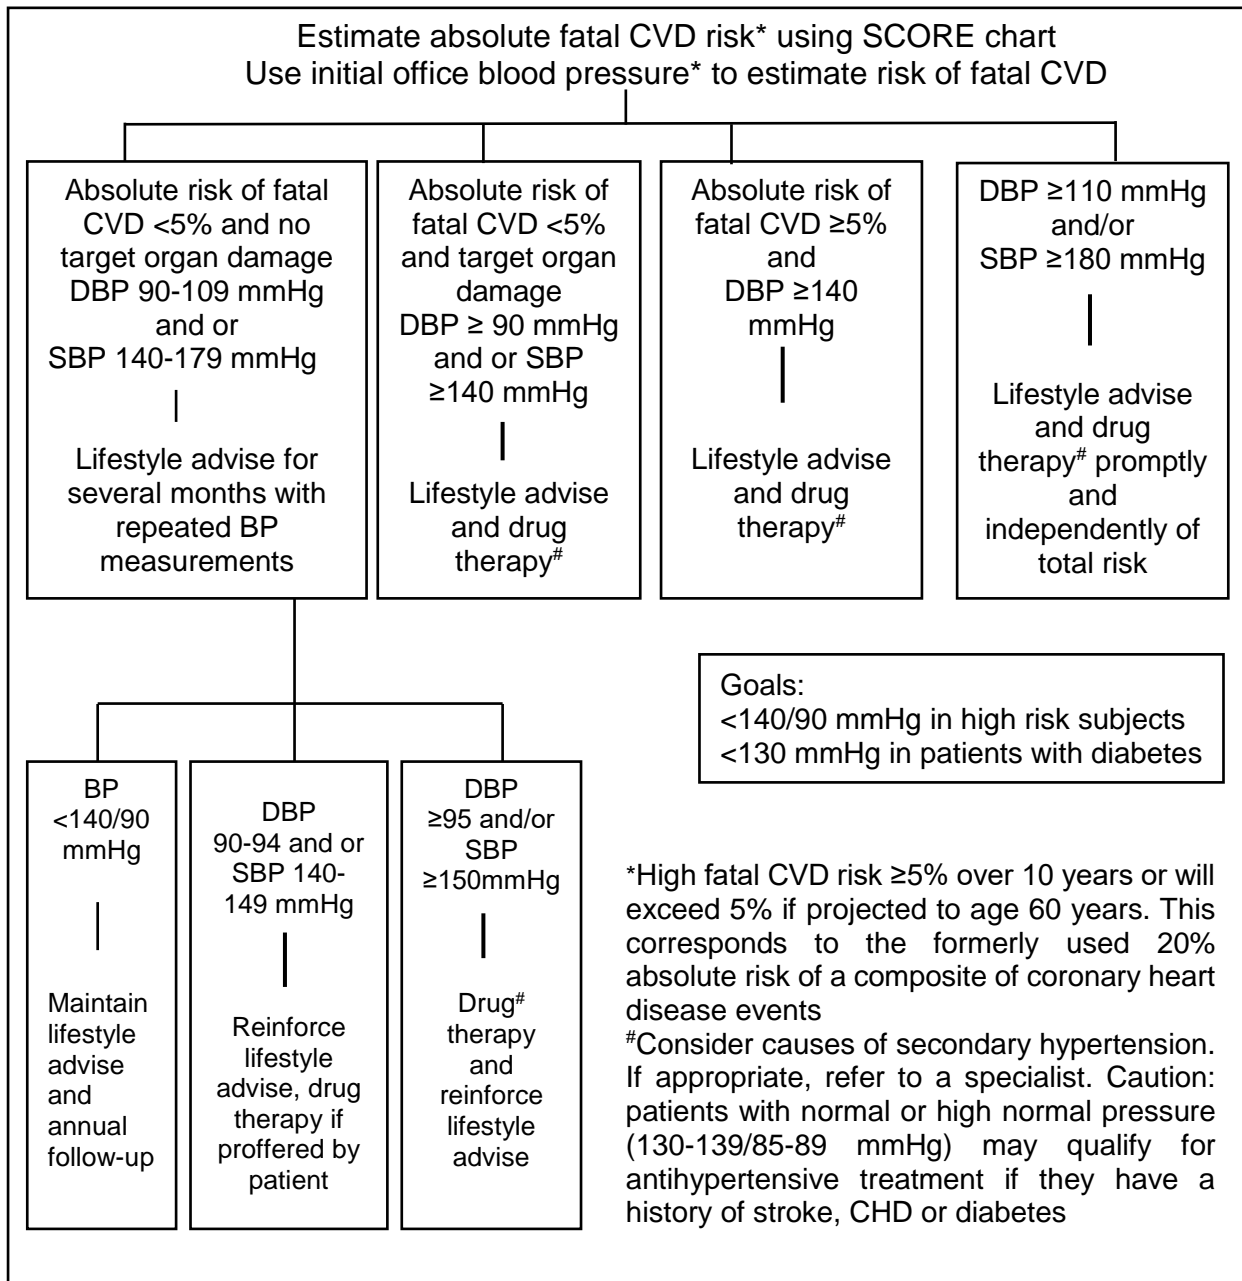 Estimate absolute fatal CVD risk* using SCORE chart
Use initial office blood pressure* to estimate risk of fatal CVD
Absolute risk of fatal
CVD <5% and no
target organ damage
DBP 90-109 mmHg
and or
SBP 140-179 mmHg
Lifestyle advise for
several months with
repeated BP
measurements
Absolute risk of
fatal CVD <5%
and target organ
damage
DBP ≥ 90 mmHg
and or SBP
≥140 mmHg
Lifestyle advise
and drug
therapy#
Absolute risk of
fatal CVD ≥5%
and
DBP ≥140
mmHg
Lifestyle advise
and drug
therapy#
DBP ≥110 mmHg
and/or
SBP ≥180 mmHg
Lifestyle advise
and drug
therapy# promptly
and
independently of
total risk
Goals:
<140/90 mmHg in high risk subjects
<130 mmHg in patients with diabetes
BP
<140/90
mmHg
Maintain
lifestyle
advise
and
annual
follow-up
DBP
90-94 and or
SBP 140-
149 mmHg
Reinforce
lifestyle
advise, drug
therapy if
proffered by
patient
DBP
≥95 and/or
SBP
≥150mmHg
Drug#
therapy
and
reinforce
lifestyle
advise
*High fatal CVD risk ≥5% over 10 years or will
exceed 5% if projected to age 60 years. This
corresponds to the formerly used 20%
absolute risk of a composite of coronary heart
disease events
#Consider causes of secondary hypertension.
If appropriate, refer to a specialist. Caution:
patients with normal or high normal pressure
(130-139/85-89 mmHg) may qualify for
antihypertensive treatment if they have a
history of stroke, CHD or diabetes